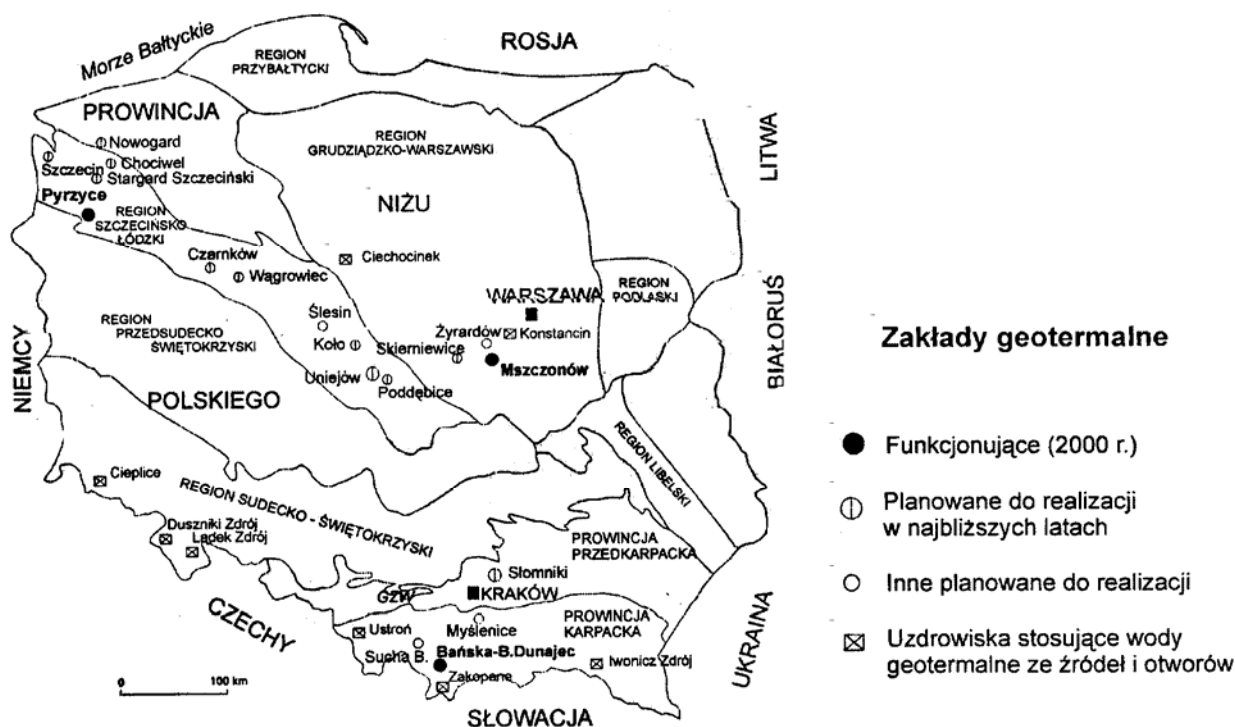 Morze Bałtyckie
ROSJA
REGION
PRZYBAŁTYCKI
PROWINCJA
LITWA
Nowogard
REGION
GRUDZIĄDZKO-WARSZAWSKI
Szczecin
Chociwel
Stargard Szczeciński
Pyrzyce
NIŻU
REGION
SZCZECIŃSKO
ŁÓDZKI
Czarnków
Wągrowiec
Ciechocinek
REGION
PODLASKI
BIAŁORUŚ
WARSZAWA
Ślesin
Żyrardów
Konstancin
REGION
PRZEDSUDECKO
ŚWIĘTOKRZYSKI
Koło
Skierniewice
Mszczonów
NIEMCY
Uniejów
Poddębice
POLSKIEGO
REGION LIBELSKI
Cieplice
REGION SUDECKO - ŚWIĘTOKRZYSKI
Duszniki Zdrój
Lądek Zdrój
PROWINCJA
PRZEDKARPACKA
Słomniki
GZW
KRAKÓW
CZECHY
PROWINCJA
KARPACKA
UKRAINA
Ustroń
Myślenice
Sucha B.
Bańska-B.Dunajec
Iwonicz Zdrój
Zakopane
0 100 km
SŁOWACJA
Zakłady geotermalne
Funkcjonujące (2000 r.)
Planowane do realizacji
w najbliższych latach
Inne planowane do realizacji
Uzdrowiska stosujące wody
geotermalne ze źródeł i otworów